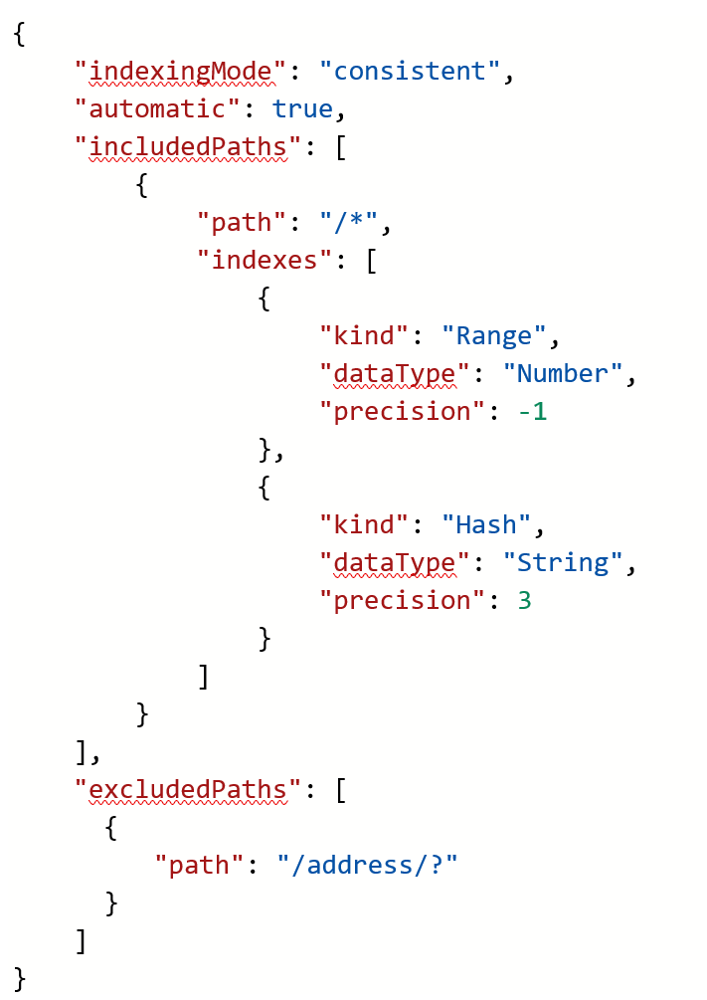 {
    "indexingMode": "consistent",
    "automatic": true,
    "includedPaths": [
        {
            "path": "/*",
            "indexes": [
                {
                    "kind": "Range",
                    "dataType": "Number",
                    "precision": -1
                },
                {
                    "kind": "Hash",
                    "dataType": "String",
                    "precision": 3
                }
            ]
        }
    ],
    "excludedPaths": [
      {
         "path": "/address/?"
      }
    ]
}